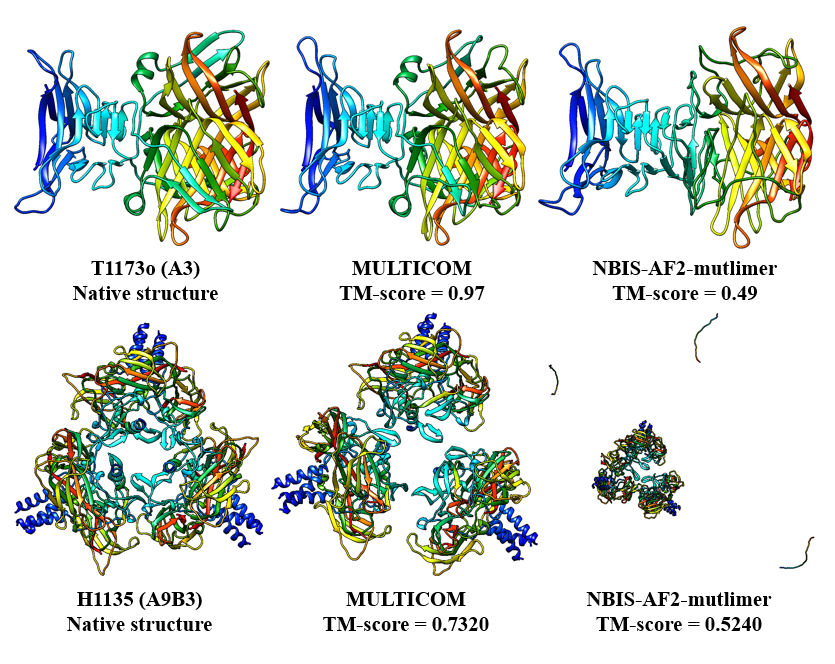 T1173o (A3)
Native structure
MULTICOM
TM-score = 0.97
NBIS-AF2-mutlimer
TM-score = 0.49
H1135 (A9B3)
Native structure
MULTICOM
TM-score = 0.7320
NBIS-AF2-mutlimer
TM-score = 0.5240